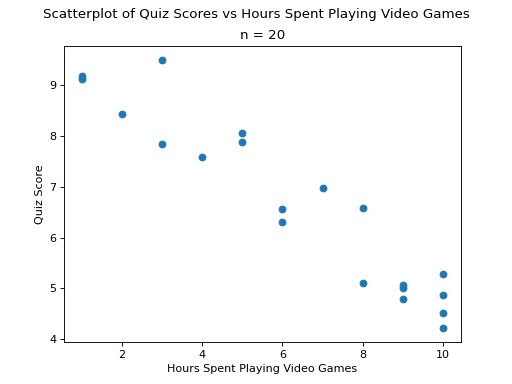 Scatterplot of Quiz Scores vs Hours Spent Playing Video Games
n = 20
9
8
7
6
5
4
Quiz Score
2 4 6 8 10
Hours Spent Playing Video Games